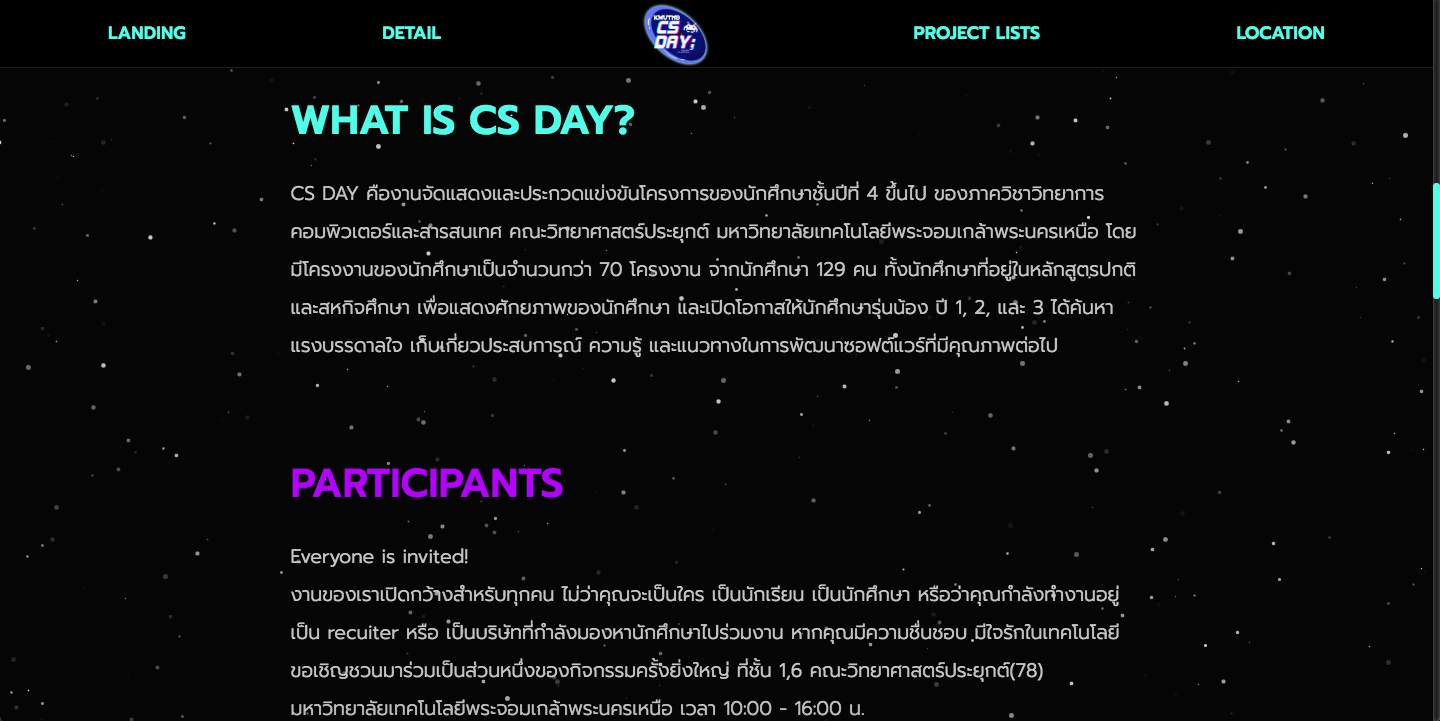 LANDING
DETAIL
KMUTNB
CS
DAY;
PROJECT LISTS
LOCATION
WHAT IS CS DAY?
CS DAY คืองานจัดแสดงและประกวดแข่งขันโครงการของนักศึกษาชั้นปีที่ 4 ขึ้นไป ของภาควิชาวิทยาการ
คอมพิวเตอร์และสารสนเทศ คณะวิทยาศาสตร์ประยุกต์ มหาวิทยาลัยเทคโนโลยีพระจอมเกล้าพระนครเหนือ โดย
มีโครงงานของนักศึกษาเป็นจำนวนกว่า 70 โครงงาน จากนักศึกษา 129 คน ทั้งนักศึกษาที่อยู่ในหลักสูตรปกติ
และสหกิจศึกษา เพื่อแสดงศักยภาพของนักศึกษา และเปิดโอกาสให้นักศึกษารุ่นน้อง ปี 1, 2, และ 3 ได้ค้นหา
แรงบรรดาลใจ เก็บเกี่ยวประสบการณ์ ความรู้ และแนวทางในการพัฒนาซอฟต์แวร์ที่มีคุณภาพต่อไป
PARTICIPANTS
Everyone is invited!
งานของเราเปิดกว้างสำหรับทุกคน ไม่ว่าคุณจะเป็นใคร เป็นนักเรียน เป็นนักศึกษา หรือว่าคุณกำลังทำงานอยู่
เป็น recuiter หรือ เป็นบริษัทที่กำลังมองหานักศึกษาไปร่วมงาน หากคุณมีความชื่นชอบ มีใจรักในเทคโนโลยี
ขอเชิญชวนมาร่วมเป็นส่วนหนึ่งของกิจกรรมครั้งยิ่งใหญ่ ที่ชั้น 1,6 คณะวิทยาศาสตร์ประยุกต์(78)
มหาวิทยาลัยเทคโนโลยีพระจอมเกล้าพระนครเหนือ เวลา 10:00 - 16:00 น.